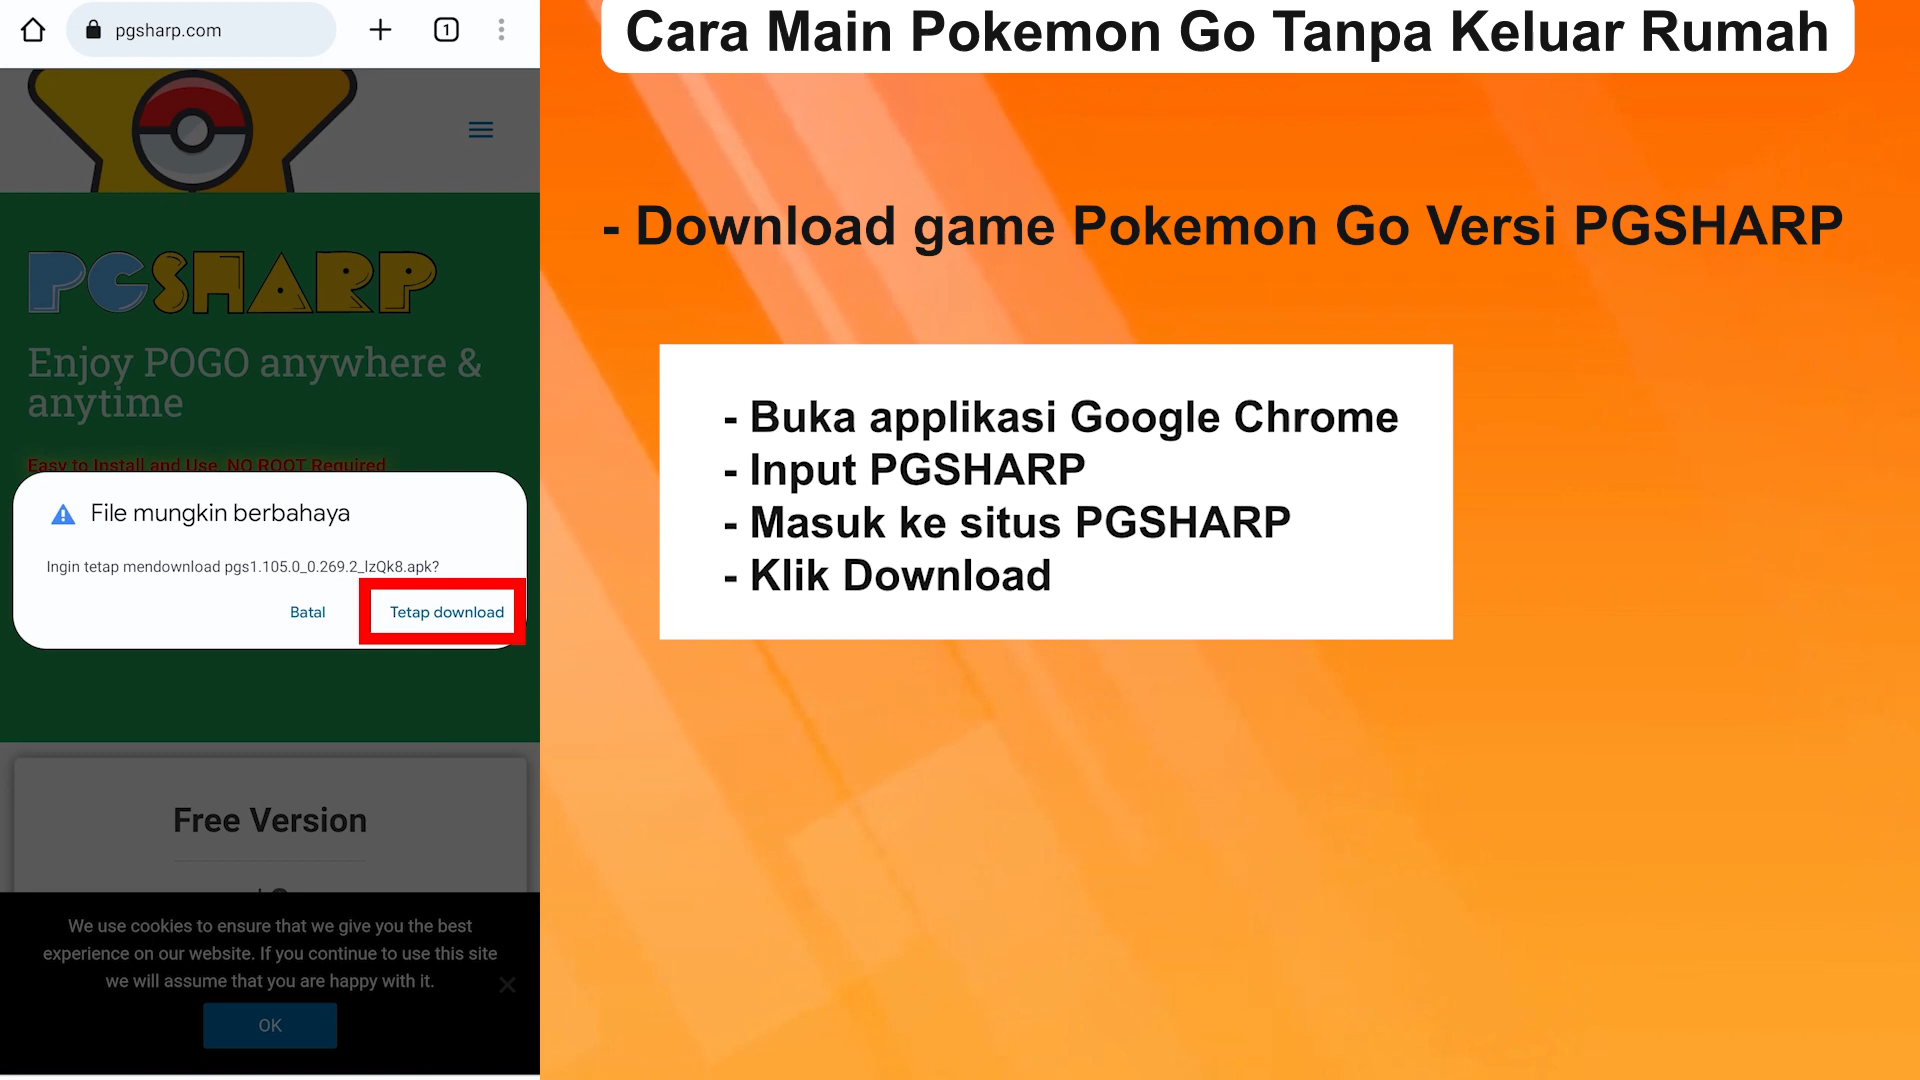 pgsharp.com
1
PGSHARP
Enjoy POGO anywhere &
anytime
Easy to Install and Use, NO ROOT Required
File mungkin berbahaya
Ingin tetap mendownload pgs1.105.0_0.269.2_lzQk8.apk?
Batal
Tetap download
Free Version
We use cookies to ensure that we give you the best
experience on our website. If you continue to use this site
we will assume that you are happy with it.
OK
Cara Main Pokemon Go Tanpa Keluar Rumah
- Download game Pokemon Go Versi PGSHARP
- Buka applikasi Google Chrome
- Input PGSHARP
- Masuk ke situs PGSHARP
- Klik Download